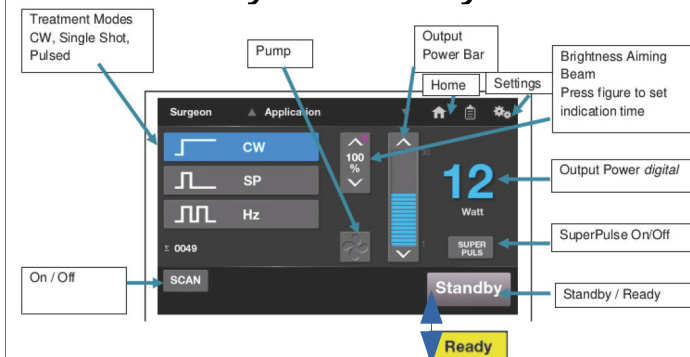 Treatment Modes
CW, Single Shot,
Pulsed
Pump
Output
Power Bar
Home
Settings
Brightness Aiming
Beam
Press figure to set
indication time
Surgeon
Application
CW
100
%
90
SP
12
Output Power digital
Watt
Hz
SuperPulse On/Off
SUPER
PULS
Σ 0049
1
On / Off
SCAN
Standby
Standby / Ready
Ready